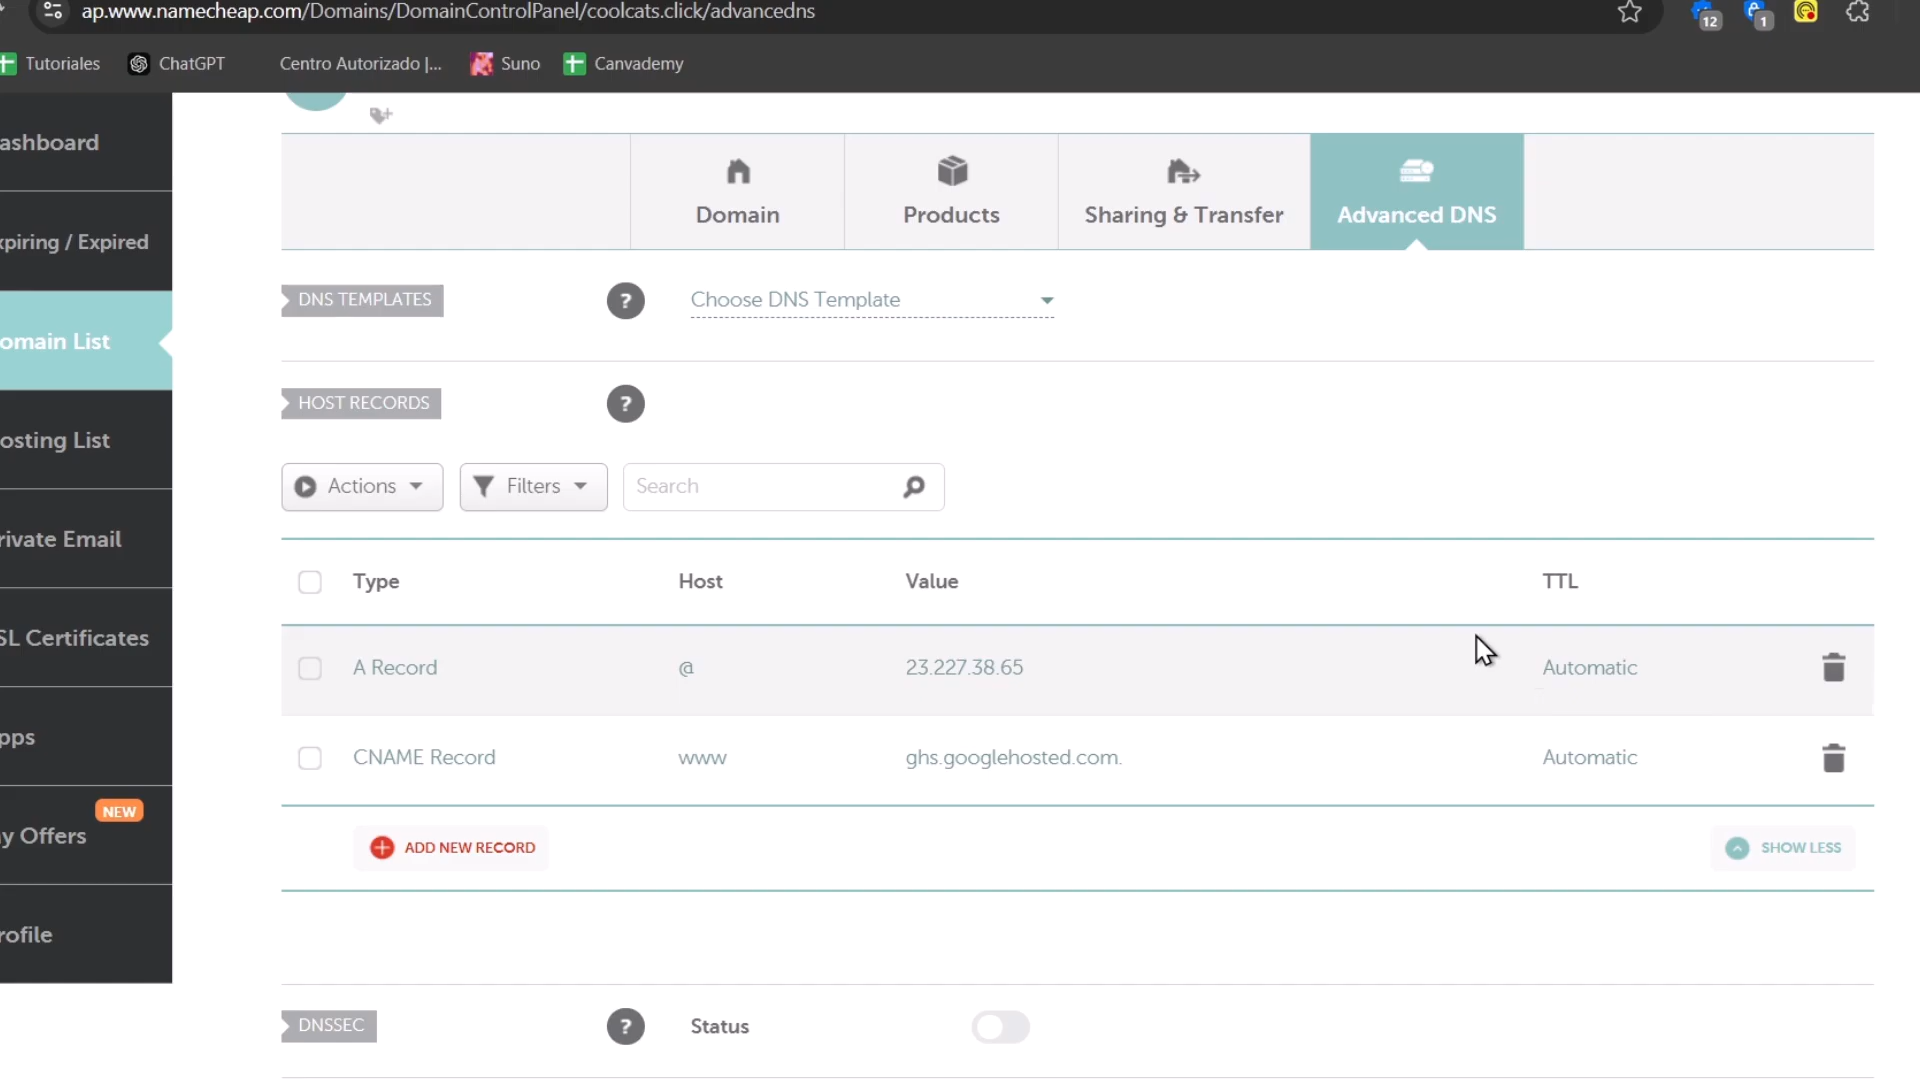 ap.www.namecheap.com/Domains/DomainControlPanel/coolcats.click/advancedns
12
1
Tutoriales
ChatGPT
Centro Autorizado |...
Suno
Canvademy
ashboard
xpiring / Expired
omain List
osting List
rivate Email
SL Certificates
pps
NEW
y Offers
rofile
Domain
Products
Sharing & Transfer
Advanced DNS
DNS TEMPLATES
?
Choose DNS Template
HOST RECORDS
?
Actions
Filters
Search
Type Host Value TTL
A Record @ 23.227.38.65 Automatic
CNAME Record www ghs.googlehosted.com. Automatic
ADD NEW RECORD
SHOW LESS
DNSSEC
?
Status